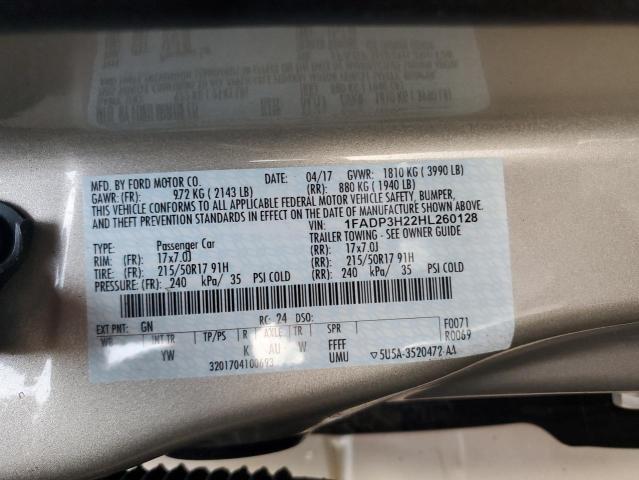 MFD. BY FORD MOTOR CO. DATE: 04/17 GVWR: 1810 KG ( 3990 LB)
GAWR: (FR): 972 KG ( 2143 LB) (RR): 880 KG ( 1940 LB)
THIS VEHICLE CONFORMS TO ALL APPLICABLE FEDERAL MOTOR VEHICLE SAFETY, BUMPER,
AND THEFT PREVENTION STANDARDS IN EFFECT ON THE DATE OF MANUFACTURE SHOWN ABOVE.
VIN: 1FADP3H22HL260128
TYPE: Passenger Car TRAILER TOWING - SEE OWNER GUIDE
RIM: (FR): 17x7.0J (RR): 17x7.0J
TIRE: (FR): 215/50R17 91H (RR): 215/50R17 91H
PRESSURE: (FR): 240 kPa/ 35 PSI COLD (RR): 240 kPa/ 35 PSI COLD
EXT PNT: GN RC: 24 DSO: F0071
WB INT TR TP/PS R AXLE TR SPR R0069
YW K AU W FFFF
3201704100693 UMU 5U5A-3520472-AA